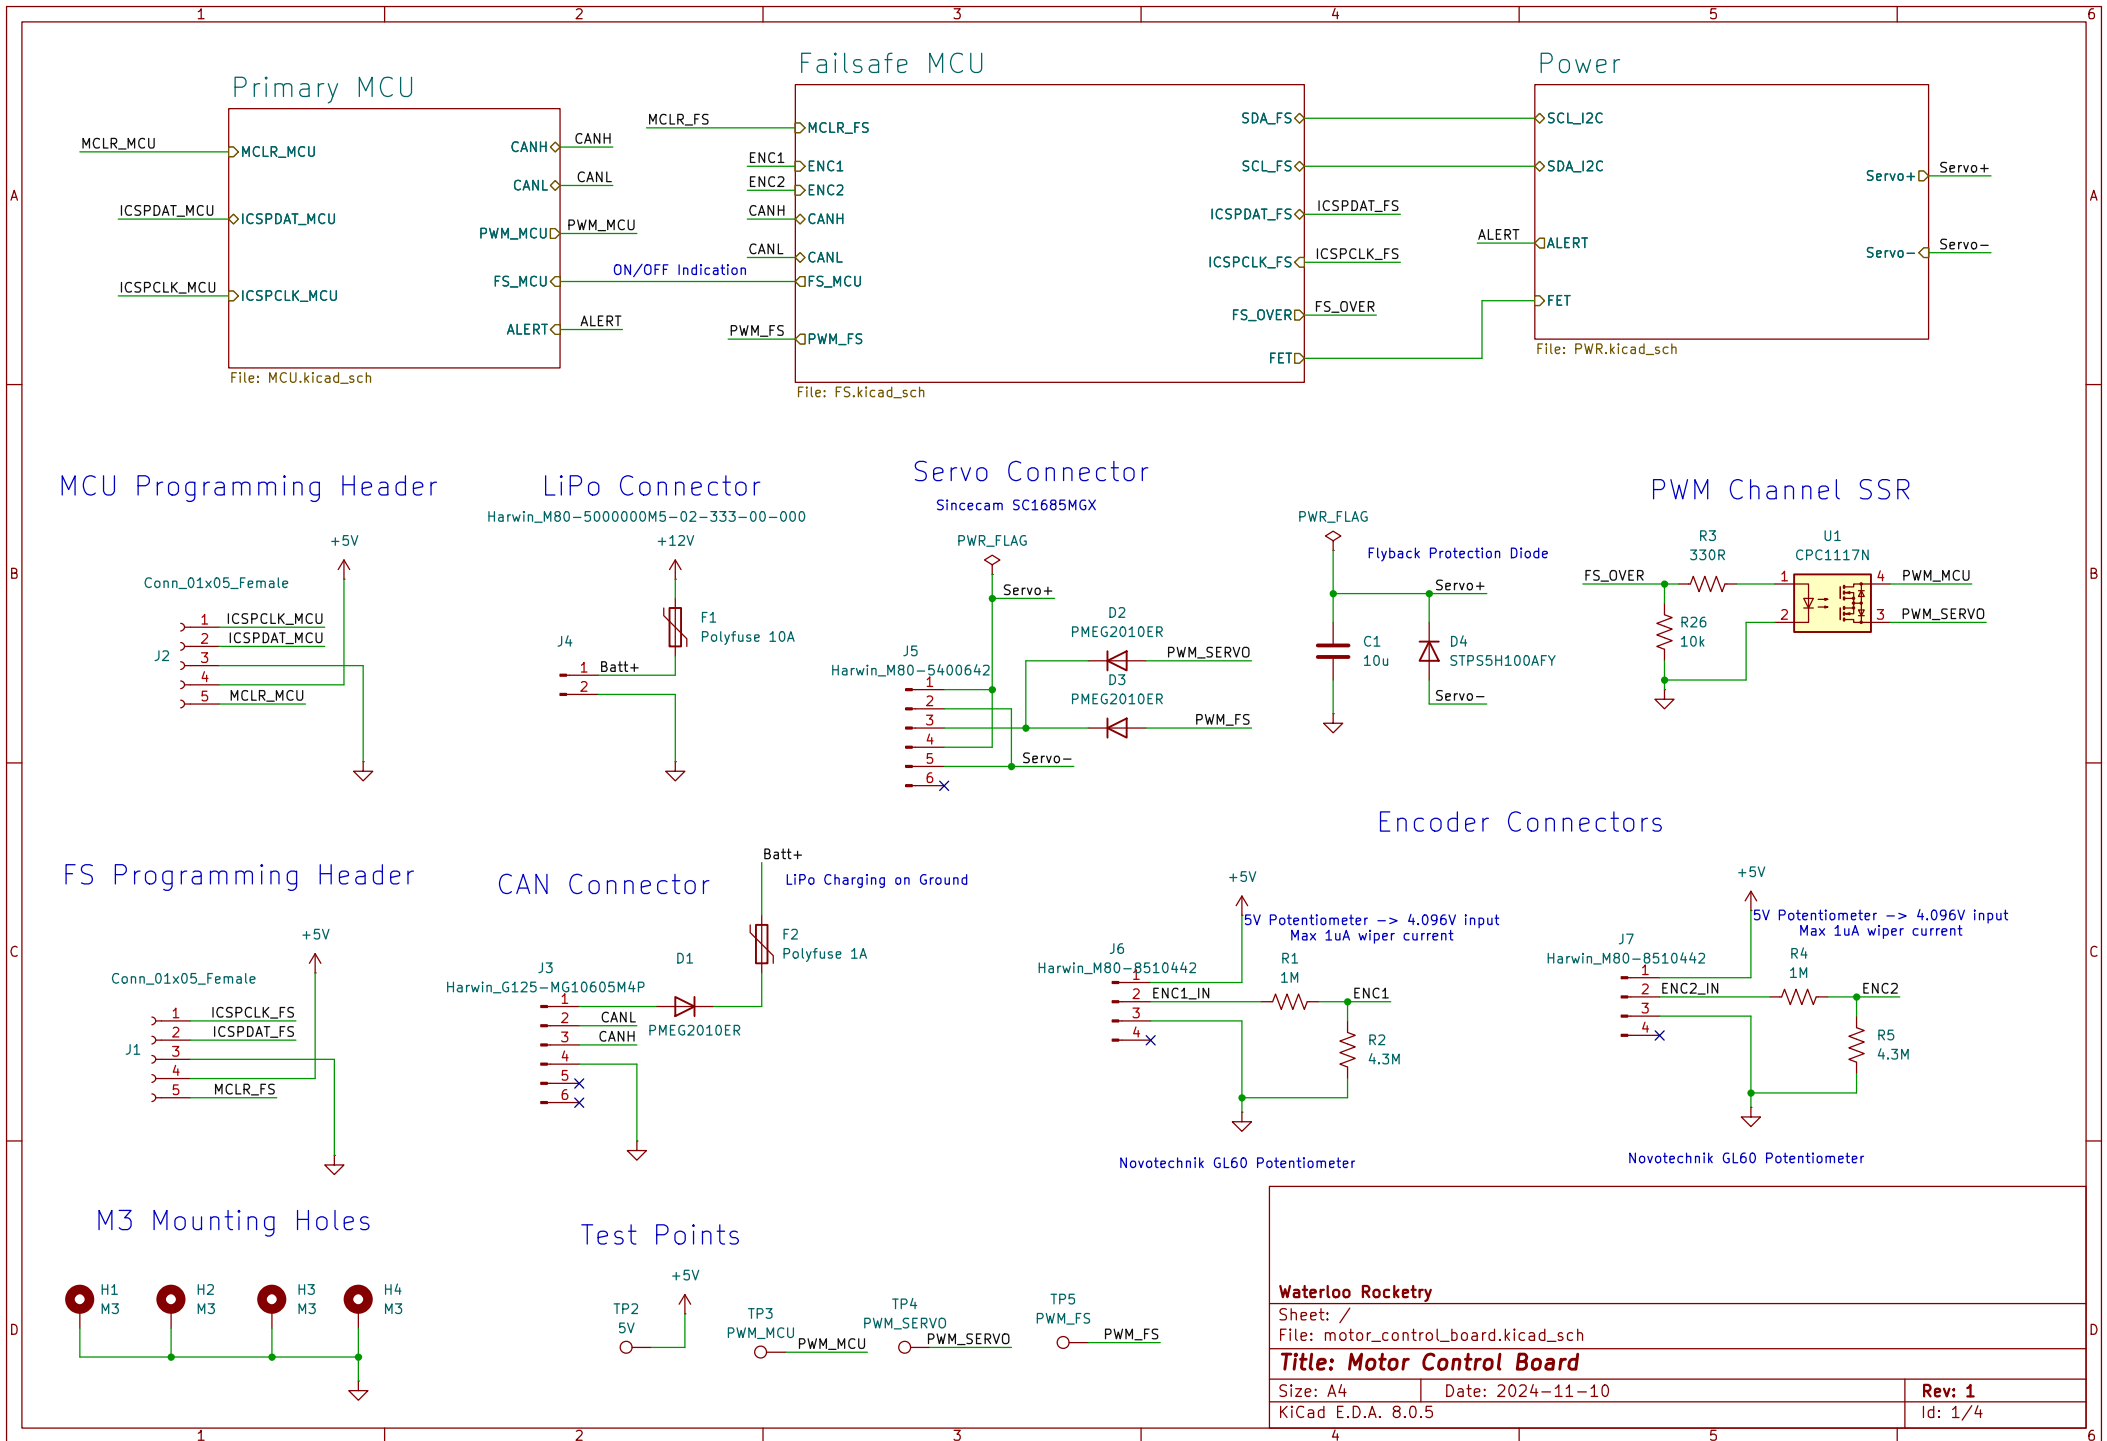 1 2 3 4 5 6
A
B
C
D
Primary MCU
MCLR_MCU
MCLR_MCU
ICSPDAT_MCU
ICSPDAT_MCU
ICSPCLK_MCU
ICSPCLK_MCU
CANH
CANH
CANL
CANL
PWM_MCU
PWM_MCU
FS_MCU
ALERT
ALERT
File: MCU.kicad_sch
ON/OFF Indication
Failsafe MCU
MCLR_FS
MCLR_FS
ENC1
ENC1
ENC2
ENC2
CANH
CANH
CANL
CANL
FS_MCU
PWM_FS
PWM_FS
SDA_FS
SCL_FS
ICSPDAT_FS
ICSPDAT_FS
ICSPCLK_FS
ICSPCLK_FS
FS_OVER
FS_OVER
FET
File: FS.kicad_sch
Power
SCL_I2C
SDA_I2C
ALERT
ALERT
FET
Servo+
Servo+
Servo-
Servo-
File: PWR.kicad_sch
A
B
C
D
MCU Programming Header
+5V
Conn_01x05_Female
J2
1 ICSPCLK_MCU
2 ICSPDAT_MCU
3
4
5 MCLR_MCU
LiPo Connector
Harwin_M80-5000000M5-02-333-00-000
+12V
F1
Polyfuse 10A
J4
1 Batt+
2
Servo Connector
Sincecam SC1685MGX
PWR_FLAG
Servo+
D2
PMEG2010ER
PWM_SERVO
J5
Harwin_M80-5400642
D3
PMEG2010ER
PWM_FS
1
2
3
4
5 Servo-
6
PWR_FLAG
Flyback Protection Diode
Servo+
C1
10u
D4
STPS5H100AFY
Servo-
PWM Channel SSR
R3
330R
U1
CPC1117N
FS_OVER
1
2
4
3
PWM_MCU
PWM_SERVO
R26
10k
FS Programming Header
+5V
Conn_01x05_Female
J1
1 ICSPCLK_FS
2 ICSPDAT_FS
3
4
5 MCLR_FS
CAN Connector
Batt+
LiPo Charging on Ground
F2
Polyfuse 1A
D1
PMEG2010ER
J3
Harwin_G125-MG10605M4P
1
2 CANL
3 CANH
4
5
6
Encoder Connectors
+5V
5V Potentiometer -> 4.096V input
Max 1uA wiper current
J6
Harwin_M80-8510442
R1
1M
1
2 ENC1_IN
3
4
ENC1
R2
4.3M
Novotechnik GL60 Potentiometer
+5V
5V Potentiometer -> 4.096V input
Max 1uA wiper current
J7
Harwin_M80-8510442
R4
1M
1
2 ENC2_IN
3
4
ENC2
R5
4.3M
Novotechnik GL60 Potentiometer
M3 Mounting Holes
H1
M3
H2
M3
H3
M3
H4
M3
Test Points
+5V
TP2
5V
TP3
PWM_MCU
PWM_MCU
TP4
PWM_SERVO
PWM_SERVO
TP5
PWM_FS
PWM_FS
Waterloo Rocketry
Sheet: /
File: motor_control_board.kicad_sch
Title: Motor Control Board
Size: A4 Date: 2024-11-10 Rev: 1
KiCad E.D.A. 8.0.5 Id: 1/4
1 2 3 4 5 6